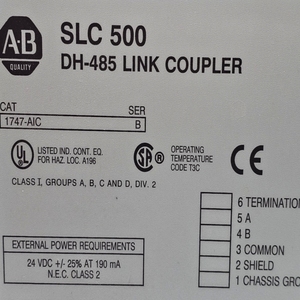 A-B
QUALITY
SLC 500
DH-485 LINK COUPLER
CAT SER
1747-AIC B
UL
LISTED IND. CONT. EQ.
FOR HAZ. LOC. A196
SA
OPERATING
TEMPERATURE
CODE T3C
CE
CLASS I, GROUPS A, B, C AND D, DIV. 2
6 TERMINATION
5 A
4 B
3 COMMON
2 SHIELD
1 CHASSIS GRO
EXTERNAL POWER REQUIREMENTS
24 VDC +/- 25% AT 190 mA
N.E.C. CLASS 2